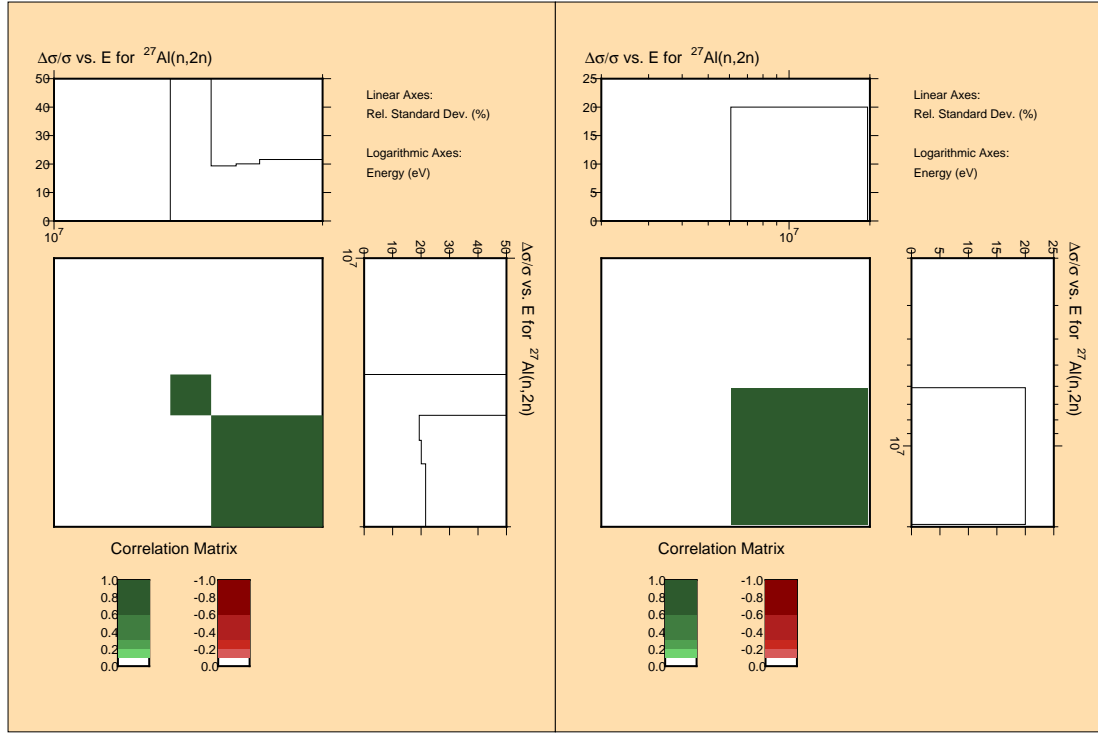 Δσ/σ vs. E for ²⁷Al(n,2n)
50
40
30
20
10
0
10⁷
Linear Axes:
Rel. Standard Dev. (%)
Logarithmic Axes:
Energy (eV)
0 10 20 30 40 50
10⁷
Δσ/σ vs. E for ²⁷Al(n,2n)
Correlation Matrix
1.0 -1.0
0.8 -0.8
0.6 -0.6
0.4 -0.4
0.2 -0.2
0.0 0.0
Δσ/σ vs. E for ²⁷Al(n,2n)
25
20
15
10
5
0
10⁷
Linear Axes:
Rel. Standard Dev. (%)
Logarithmic Axes:
Energy (eV)
0 5 10 15 20 25
10⁷
Δσ/σ vs. E for ²⁷Al(n,2n)
Correlation Matrix
1.0 -1.0
0.8 -0.8
0.6 -0.6
0.4 -0.4
0.2 -0.2
0.0 0.0